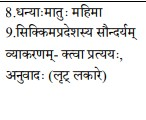 8.धन्याःमातुः महिमा
9.सिक्किमप्रदेशस्य सौन्दर्यम्
व्याकरणम्- क्त्वा प्रत्ययः,
अनुवादः (लृट् लकारे)